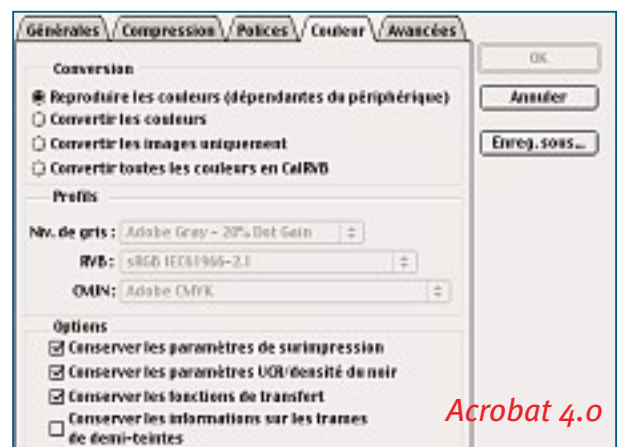 Générales Compression Polices Couleur Avancées
OK
Conversion
Reproduire les couleurs (dépendantes du périphérique)
Annuler
Convertir les couleurs
Convertir les images uniquement
Enreg. sous...
Convertir toutes les couleurs en CalRVB
Profils
Niv. de gris : Adobe Gray - 20% Dot Gain
RVB : sRGB IEC61966-2.1
CMJN : Adobe CMYK
Options
Conserver les paramètres de surimpression
Conserver les paramètres UCR/densité du noir
Conserver les fonctions de transfert
Conserver les informations sur les trames
de demi-teintes
Acrobat 4.0